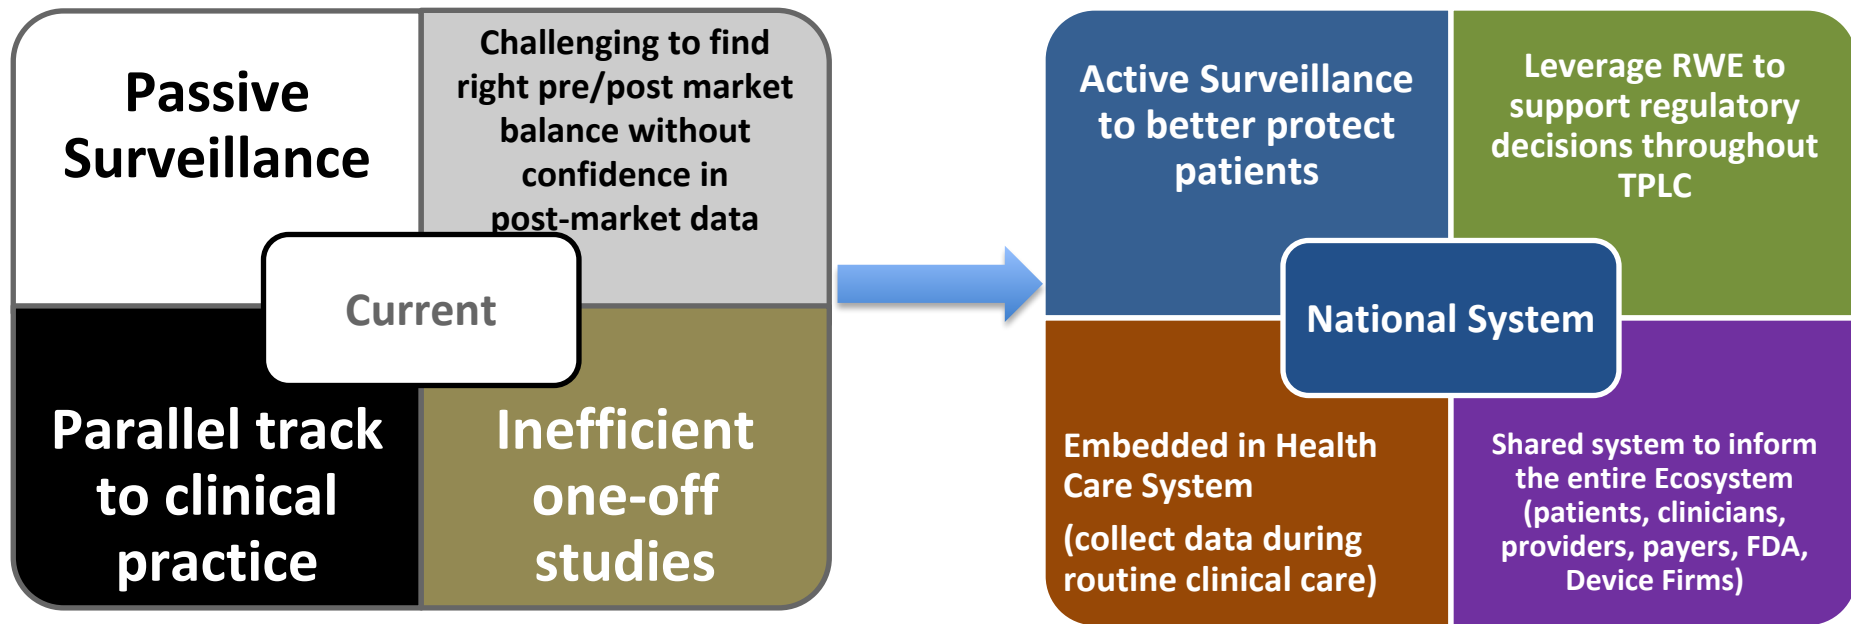 Passive
Surveillance
Challenging to find
right pre/post market
balance without
confidence in
post-market data
Current
Parallel track
to clinical
practice
Inefficient
one-off
studies
Active Surveillance
to better protect
patients
Leverage RWE to
support regulatory
decisions throughout
TPLC
National System
Embedded in Health
Care System
(collect data during
routine clinical care)
Shared system to inform
the entire Ecosystem
(patients, clinicians,
providers, payers, FDA,
Device Firms)